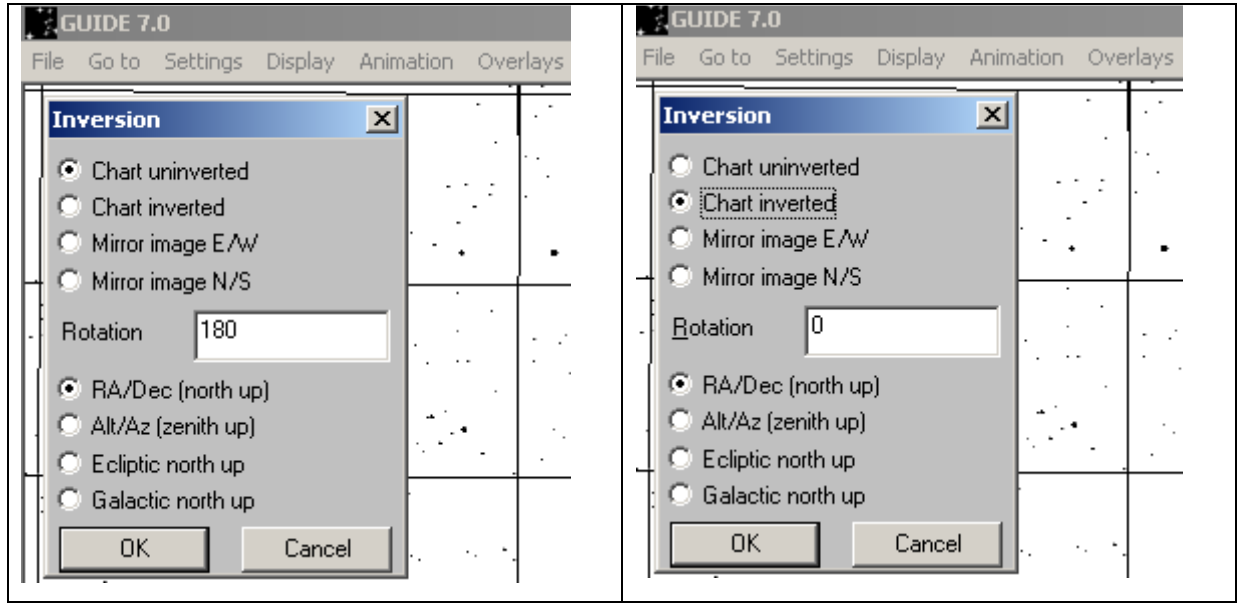 GUIDE 7.0
File Go to Settings Display Animation Overlays
Inversion
Chart uninverted
Chart inverted
Mirror image E/W
Mirror image N/S
Rotation 180
RA/Dec (north up)
Alt/Az (zenith up)
Ecliptic north up
Galactic north up
OK Cancel
GUIDE 7.0
File Go to Settings Display Animation Overlays
Inversion
Chart uninverted
Chart inverted
Mirror image E/W
Mirror image N/S
Rotation 0
RA/Dec (north up)
Alt/Az (zenith up)
Ecliptic north up
Galactic north up
OK Cancel